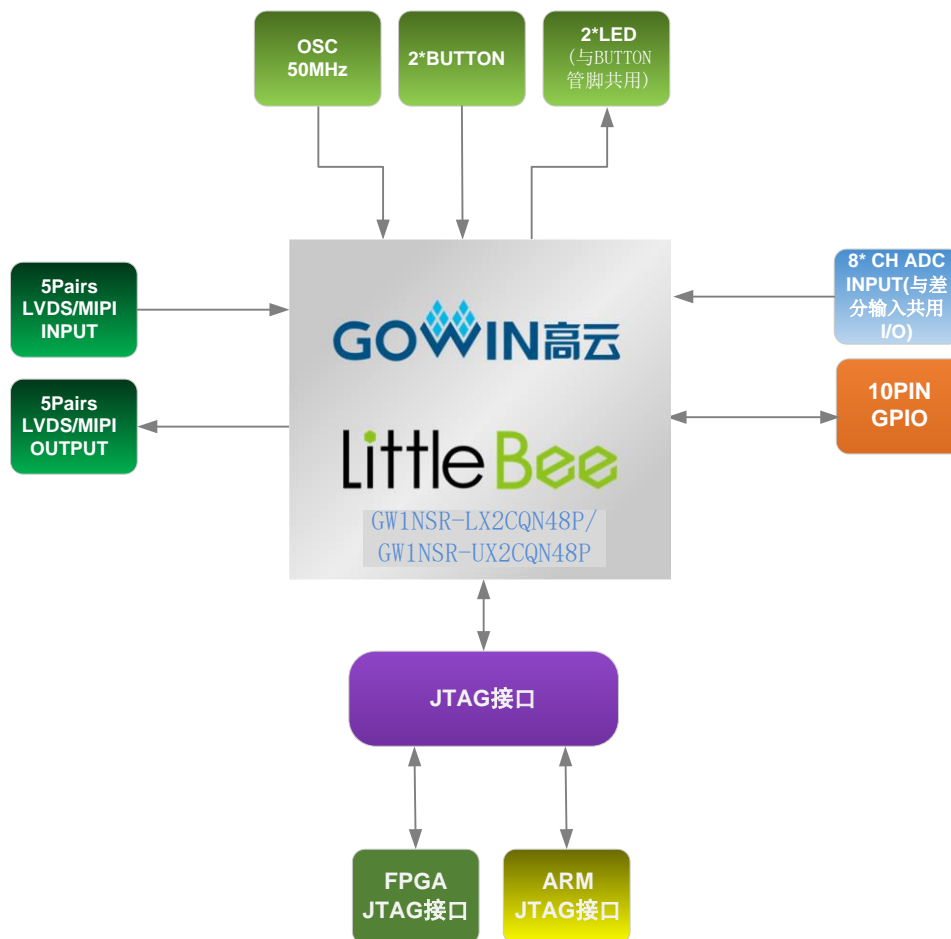 OSC
50MHz
2*BUTTON
2*LED
(与BUTTON
管脚共用)
5Pairs
LVDS/MIPI
INPUT
8* CH ADC
INPUT(与差
分输入共用
I/O)
GOWIN高云
5Pairs
LVDS/MIPI
OUTPUT
10PIN
GPIO
LittleBee
GW1NSR-LX2CQN48P/
GW1NSR-UX2CQN48P
JTAG接口
FPGA
JTAG接口
ARM
JTAG接口